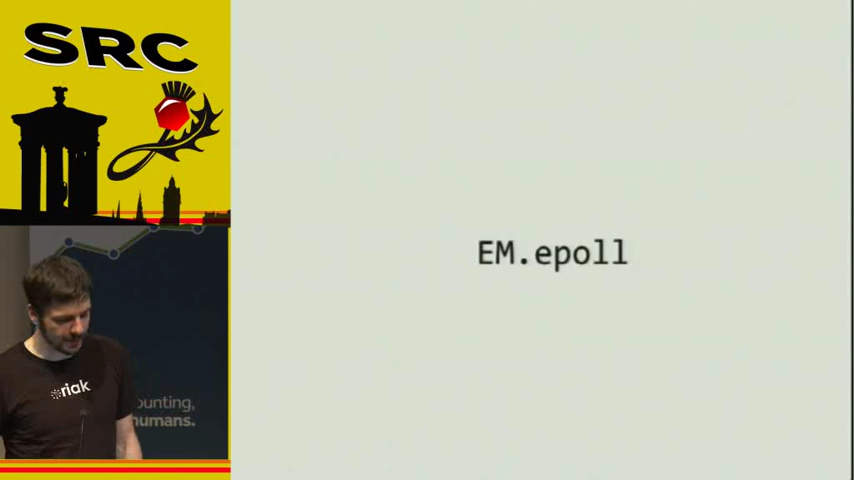 SRC
EM.epoll
riak
ounting,
humans.